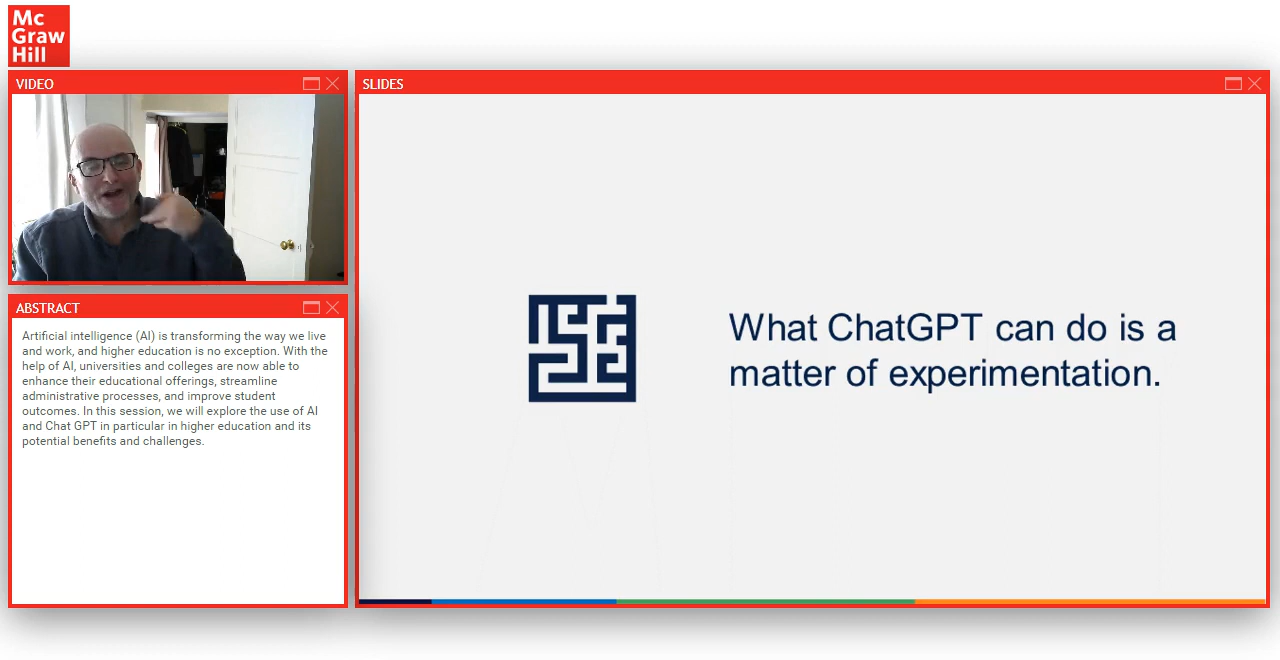 Mc
Graw
Hill
VIDEO
SLIDES
What ChatGPT can do is a
matter of experimentation.
ABSTRACT
Artificial intelligence (AI) is transforming the way we live
and work, and higher education is no exception. With the
help of AI, universities and colleges are now able to
enhance their educational offerings, streamline
administrative processes, and improve student
outcomes. In this session, we will explore the use of AI
and Chat GPT in particular in higher education and its
potential benefits and challenges.